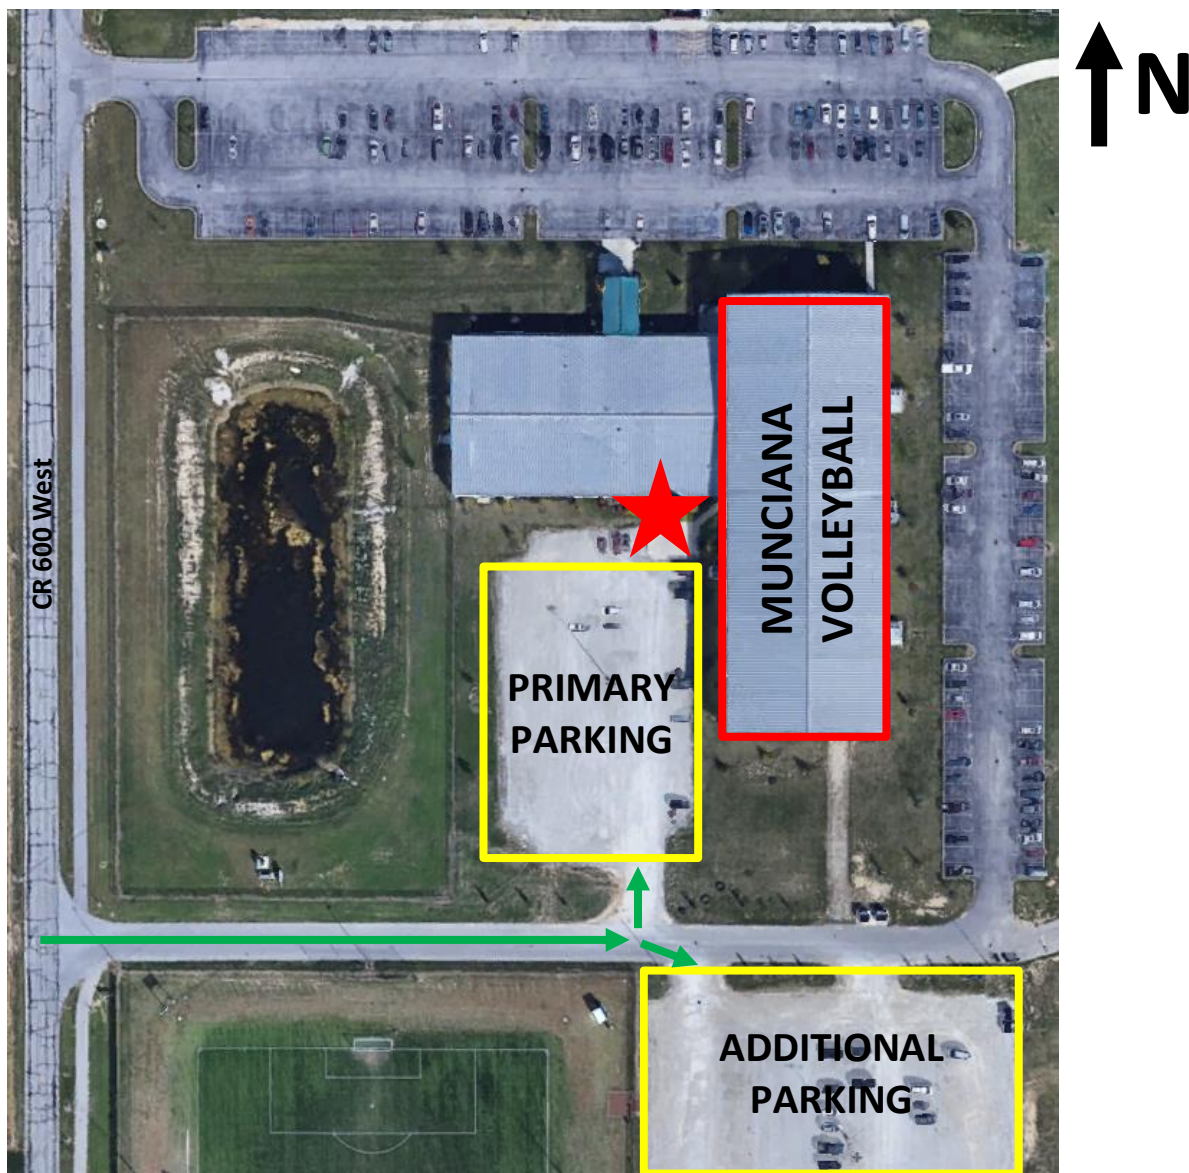 N
CR 600 West
MUNCIANA
VOLLEYBALL
PRIMARY
PARKING
ADDITIONAL
PARKING